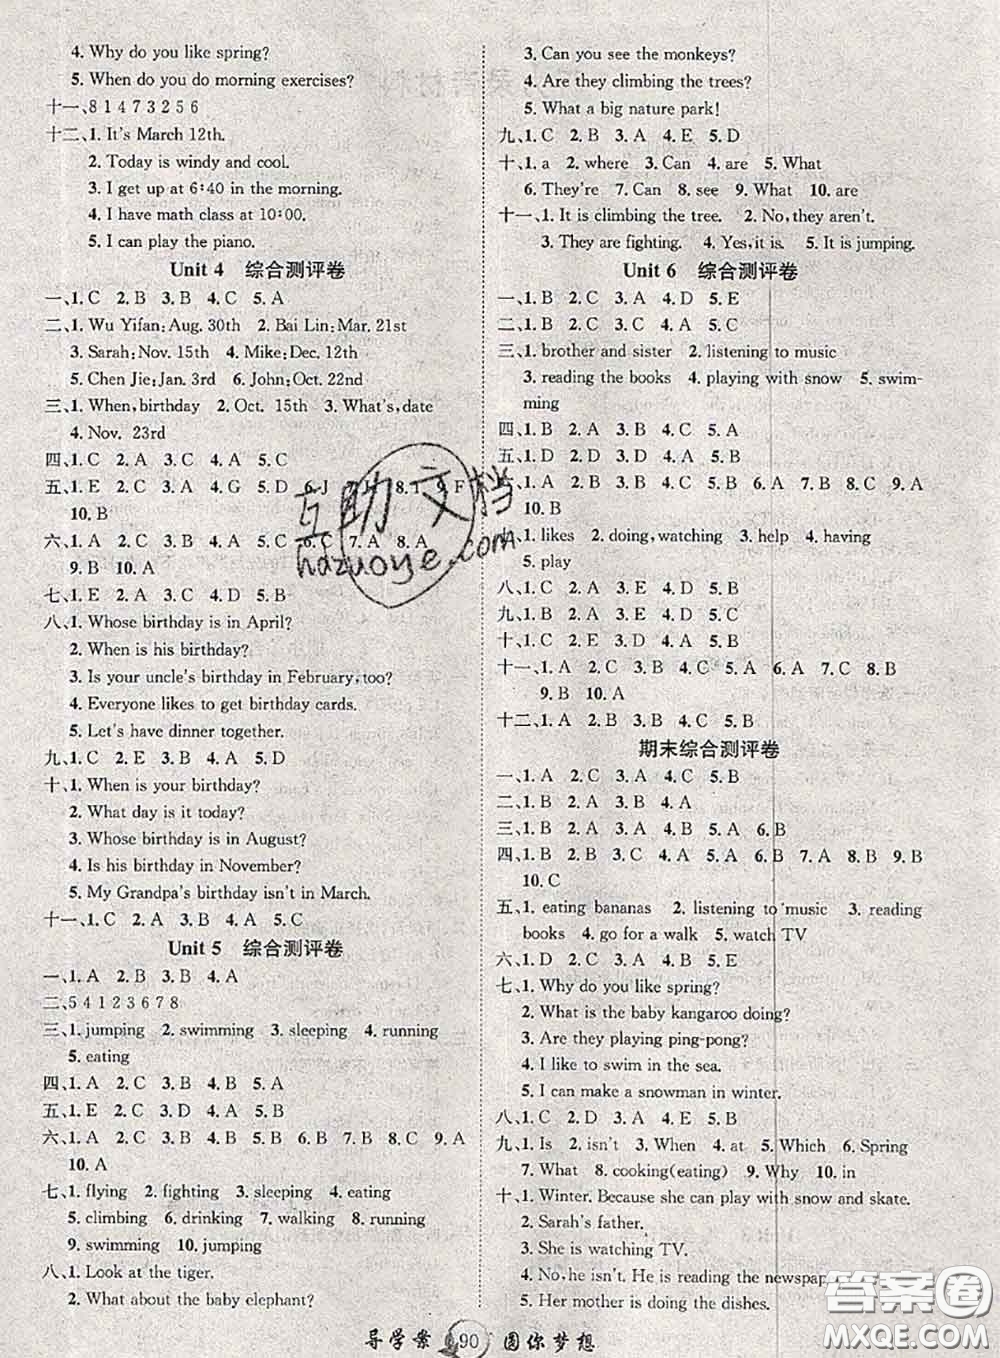 4. Why do you like spring?
5. When do you do morning exercises?
十一、8 1 4 7 3 2 5 6
十二、1. It's March 12th.
2. Today is windy and cool.
3. I get up at 6:40 in the morning.
4. I have math class at 10:00.
5. I can play the piano.
Unit 4 综合测评卷
一、1. C 2. B 3. B 4. C 5. A
二、1. Wu Yifan: Aug. 30th 2. Bai Lin: Mar. 21st
3. Sarah: Nov. 15th 4. Mike: Dec. 12th
5. Chen Jie: Jan. 3rd 6. John: Oct. 22nd
三、1. When, birthday 2. Oct. 15th 3. What's, date
4. Nov. 23rd
四、1. C 2. A 3. C 4. A 5. C
五、1. E 2. C 3. A 4. G 5. D 6. J 7. H 8. I 9. F
10. B
六、1. A 2. C 3. A 4. C 5. C 6. C 7. A 8. A
9. B 10. A
七、1. E 2. A 3. C 4. D 5. B
八、1. Whose birthday is in April?
2. When is his birthday?
3. Is your uncle's birthday in February, too?
4. Everyone likes to get birthday cards.
5. Let's have dinner together.
九、1. C 2. E 3. B 4. A 5. D
十、1. When is your birthday?
2. What day is it today?
3. Whose birthday is in August?
4. Is his birthday in November?
5. My Grandpa's birthday isn't in March.
十一、1. C 2. A 3. B 4. A 5. C
Unit 5 综合测评卷
一、1. A 2. B 3. B 4. A
二、5 4 1 2 3 6 7 8
三、1. jumping 2. swimming 3. sleeping 4. running
5. eating
四、1. A 2. C 3. B 4. B 5. A
五、1. E 2. C 3. D 4. A 5. B
六、1. A 2. C 3. A 4. B 5. B 6. B 7. B 8. C 9. A
10. A
七、1. flying 2. fighting 3. sleeping 4. eating
5. climbing 6. drinking 7. walking 8. running
9. swimming 10. jumping
八、1. Look at the tiger.
2. What about the baby elephant?
3. Can you see the monkeys?
4. Are they climbing the trees?
5. What a big nature park!
九、1. C 2. B 3. A 4. E 5. D
十、1. a 2. where 3. Can 4. are 5. What
6. They're 7. Can 8. see 9. What 10. are
十一、1. It is climbing the tree. 2. No, they aren't.
3. They are fighting. 4. Yes, it is. 5. It is jumping.
Unit 6 综合测评卷
一、1. B 2. C 3. A 4. D 5. E
二、1. B 2. C 3. B 4. C 5. B
三、1. brother and sister 2. listening to music
3. reading the books 4. playing with snow 5. swim-
ming
四、1. B 2. A 3. B 4. A 5. B
五、1. D 2. C 3. B 4. A 5. B
1. A 2. B 3. A 4. C 5. A 6. B 7. C 8. C 9. A
10. B
1. likes 2. doing, watching 3. help 4. having
5. play
八、1. C 2. D 3. E 4. A 5. B
九、1. D 2. E 3. B 4. A 5. C
十、1. C 2. E 3. D 4. A 5. B
十一、1. A 2. C 3. B 4. C 5. A 6. A 7. C 8. B
9. B 10. A
十二、1. A 2. B 3. C 4. C 5. B
期末综合测评卷
一、1. A 2. C 3. A 4. C 5. B
二、1. B 2. A 3. B 4. C 5. A
三、1. B 2. C 3. B 4. B 5. A 6. B
四、1. B 2. B 3. C 4. A 5. A 6. C 7. A 8. B 9. B
10. C
五、1. eating bananas 2. listening to music 3. reading
books 4. go for a walk 5. watch TV
六、1. D 2. C 3. A 4. B 5. A 6. E
七、1. Why do you like spring?
2. What is the baby kangaroo doing?
3. Are they playing ping-pong?
4. I like to swim in the sea.
5. I can make a snowman in winter.
八、1. C 2. D 3. A 4. E 5. B
九、1. Is 2. isn't 3. When 4. at 5. Which 6. Spring
7. What 8. cooking(eating) 9. Why 10. in
十、1. Winter. Because she can play with snow and skate.
2. Sarah's father.
3. She is watching TV.
4. No, he isn't. He is reading the newspap
5. Her mother is doing the dishes.
导学案 90 圆你梦想
互助文档
hazuoye.com
答案圈
MXQE.COM